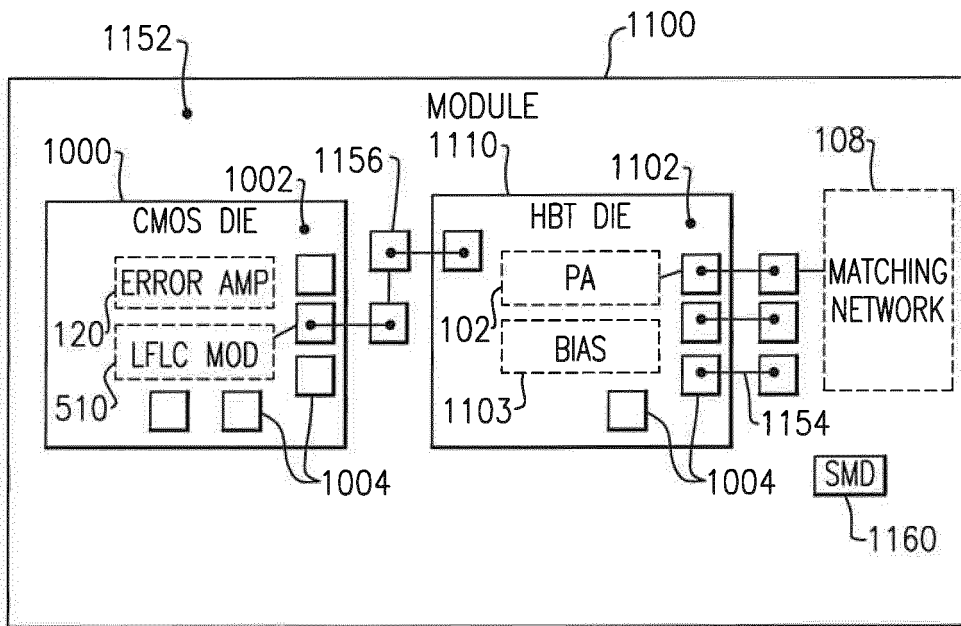 1152
1100
MODULE
1000
1002
1156
1110
1102
108
CMOS DIE
HBT DIE
ERROR AMP
PA
MATCHING
NETWORK
120
LFLC MOD
102
BIAS
510
1103
1154
1004
1004
SMD
1160